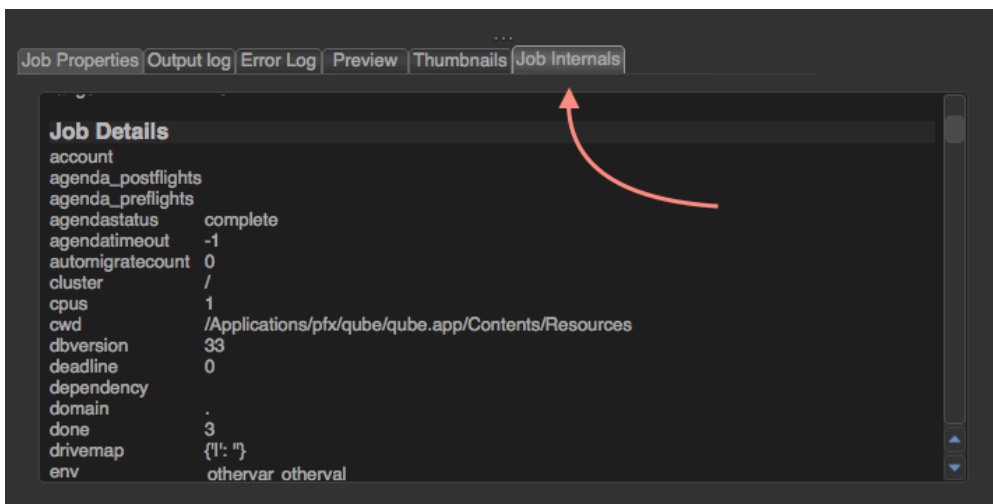 Job Properties Output log Error Log Preview Thumbnails Job Internals
Job Details
account
agenda_postflights
agenda_preflights
agendastatus complete
agendatimeout -1
automigratecount 0
cluster /
cpus 1
cwd /Applications/pfx/qube/qube.app/Contents/Resources
dbversion 33
deadline 0
dependency
domain .
done 3
drivemap {'l': ''}
env othervar otherval